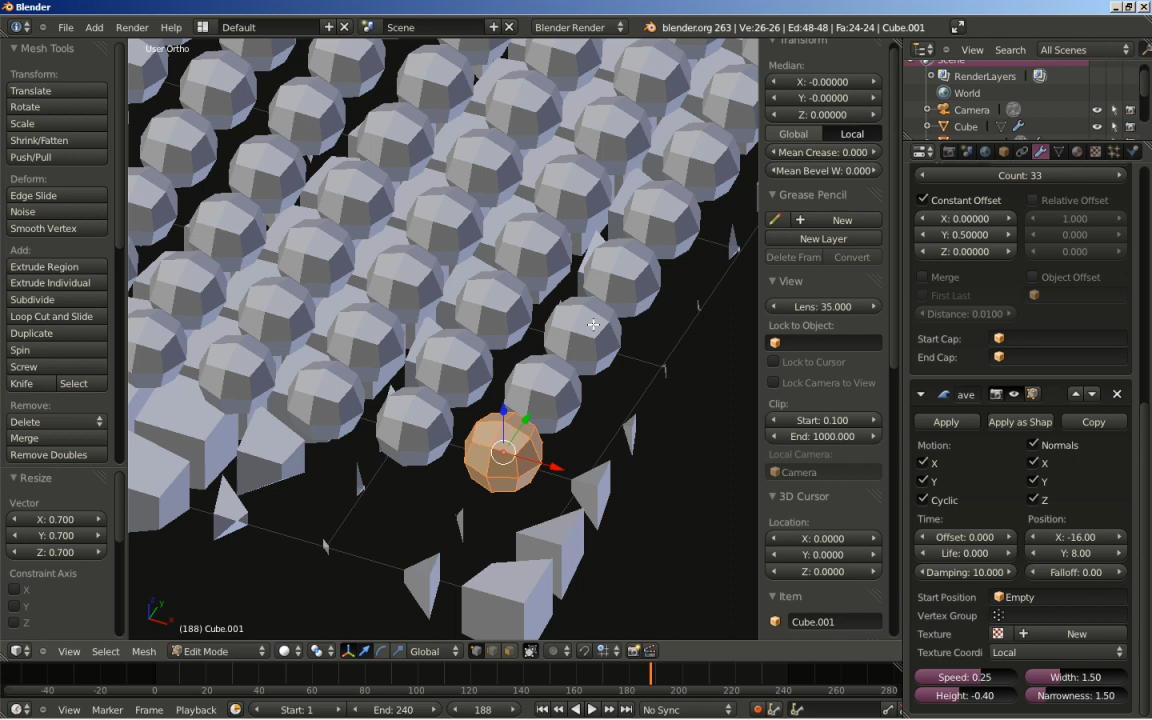 Blender
File Add Render Help Default Scene Blender Render blender.org 263 | Ve:26-26 | Ed:48-48 | Fa:24-24 | Cube.001
Mesh Tools
Transform:
Translate
Rotate
Scale
Shrink/Fatten
Push/Pull
Deform:
Edge Slide
Noise
Smooth Vertex
Add:
Extrude Region
Extrude Individual
Subdivide
Loop Cut and Slide
Duplicate
Spin
Screw
Knife Select
Remove:
Delete
Merge
Remove Doubles
Resize
Vector
X: 0.700
Y: 0.700
Z: 0.700
Constraint Axis
X
Y
Z
User Ortho
(188) Cube.001
Transform
Median:
X: -0.00000
Y: -0.00000
Z: 0.00000
Global Local
Mean Crease: 0.000
Mean Bevel W: 0.000
Grease Pencil
New
New Layer
Delete Fram Convert
View
Lens: 35.000
Lock to Object:
Lock to Cursor
Lock Camera to View
Clip:
Start: 0.100
End: 1000.000
Local Camera:
Camera
3D Cursor
Location:
X: 0.0000
Y: 0.0000
Z: 0.0000
Item
Cube.001
View Search All Scenes
Scene
RenderLayers
World
Camera
Cube
Count: 33
Constant Offset Relative Offset
X: 0.00000 1.000
Y: 0.50000 0.000
Z: 0.00000 0.000
Merge Object Offset
First Last
Distance: 0.0100
Start Cap:
End Cap:
ave
Apply Apply as Shap Copy
Motion: Normals
X X
Y Y
Cyclic Z
Time: Position:
Offset: 0.000 X: -16.00
Life: 0.000 Y: 8.00
Damping: 10.000 Falloff: 0.00
Start Position Empty
Vertex Group
Texture New
Texture Coordi Local
Speed: 0.25 Width: 1.50
Height: -0.40 Narrowness: 1.50
View Select Mesh Edit Mode Global
-40 -20 0 20 40 60 80 100 120 140 160 180 200 220 240 260 280
View Marker Frame Playback Start: 1 End: 240 188 No Sync